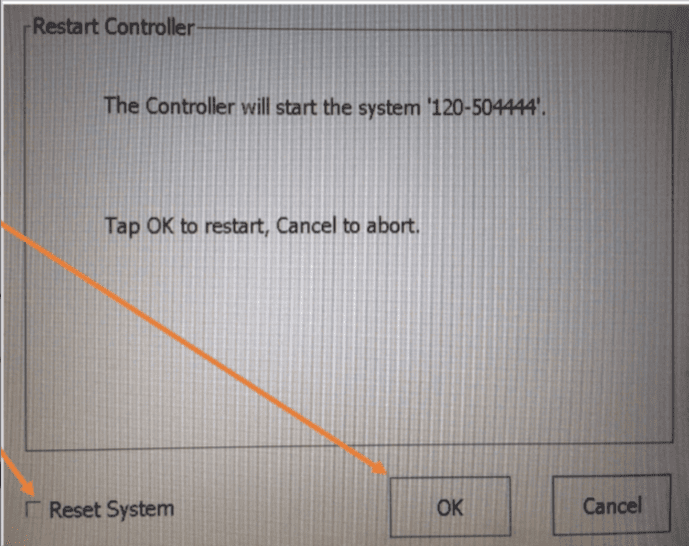 Restart Controller
The Controller will start the system '120-504444'.
Tap OK to restart, Cancel to abort.
Reset System
OK
Cancel